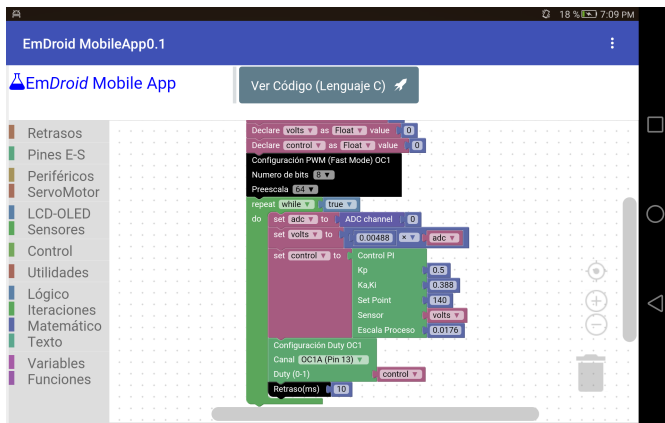 18 % 7:09 PM
EmDroid MobileApp0.1
EmDroid Mobile App
Ver Código (Lenguaje C)
Retrasos
Pines E-S
Periféricos
ServoMotor
LCD-OLED
Sensores
Control
Utilidades
Lógico
Iteraciones
Matemático
Texto
Variables
Funciones
Declare volts as Float value 0
Declare control as Float value 0
Configuración PWM (Fast Mode) OC1
Numero de bits 8
Preescala 64
repeat while true
do set adc to ADC channel 0
set volts to 0.00488 × adc
set control to Control PI
Kp 0.5
Ka,Ki 0.388
Set Point 140
Sensor volts
Escala Proceso 0.0176
Configuración Duty OC1
Canal OC1A (Pin 13)
Duty (0-1) control
Retraso(ms) 10